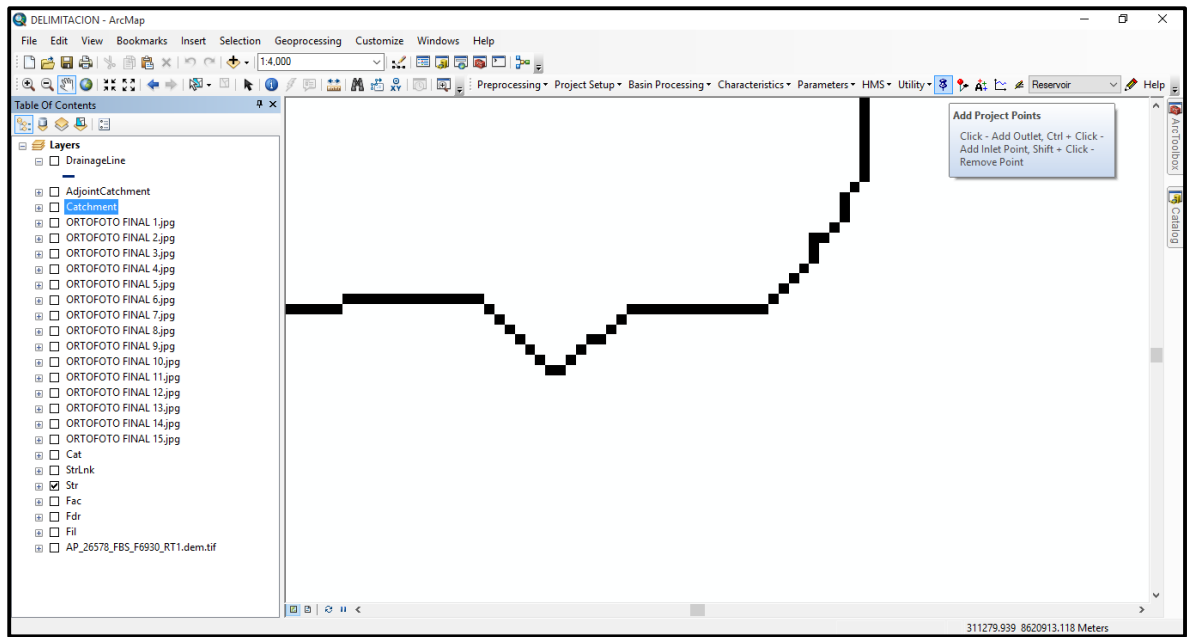 DELIMITACION - ArcMap
File Edit View Bookmarks Insert Selection Geoprocessing Customize Windows Help
1:4,000
Preprocessing Project Setup Basin Processing Characteristics Parameters HMS Utility Reservoir Help
Table Of Contents
Layers
DrainageLine
AdjointCatchment
Catchment
ORTOFOTO FINAL 1.jpg
ORTOFOTO FINAL 2.jpg
ORTOFOTO FINAL 3.jpg
ORTOFOTO FINAL 4.jpg
ORTOFOTO FINAL 5.jpg
ORTOFOTO FINAL 6.jpg
ORTOFOTO FINAL 7.jpg
ORTOFOTO FINAL 8.jpg
ORTOFOTO FINAL 9.jpg
ORTOFOTO FINAL 10.jpg
ORTOFOTO FINAL 11.jpg
ORTOFOTO FINAL 12.jpg
ORTOFOTO FINAL 13.jpg
ORTOFOTO FINAL 14.jpg
ORTOFOTO FINAL 15.jpg
Cat
StrLnk
Str
Fac
Fdr
Fil
AP_26578_FBS_F6930_RT1.dem.tif
Add Project Points
Click - Add Outlet, Ctrl + Click -
Add Inlet Point, Shift + Click -
Remove Point
ArcToolbox
Catalog
311279.939 8620913.118 Meters